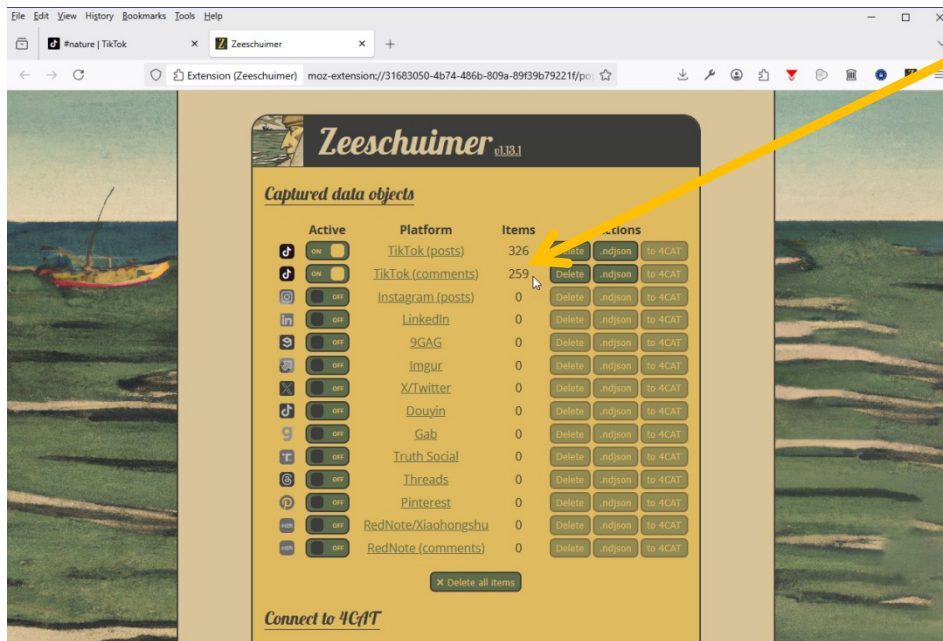 File Edit View History Bookmarks Tools Help
#nature | TikTok Zeeschuimer
Extension (Zeeschuimer) moz-extension://31683050-4b74-486b-809a-89f39b79221f/po
Zeeschuimer v1.13.1
Captured data objects
Active Platform Items ctions
ON TikTok (posts) 326 Delete .ndjson to 4CAT
ON TikTok (comments) 259 Delete .ndjson to 4CAT
OFF Instagram (posts) 0 Delete .ndjson to 4CAT
OFF LinkedIn 0 Delete .ndjson to 4CAT
OFF 9GAG 0 Delete .ndjson to 4CAT
OFF Imgur 0 Delete .ndjson to 4CAT
OFF X/Twitter 0 Delete .ndjson to 4CAT
OFF Douyin 0 Delete .ndjson to 4CAT
OFF Gab 0 Delete .ndjson to 4CAT
OFF Truth Social 0 Delete .ndjson to 4CAT
OFF Threads 0 Delete .ndjson to 4CAT
OFF Pinterest 0 Delete .ndjson to 4CAT
OFF RedNote/Xiaohongshu 0 Delete .ndjson to 4CAT
OFF RedNote (comments) 0 Delete .ndjson to 4CAT
× Delete all items
Connect to 4CAT